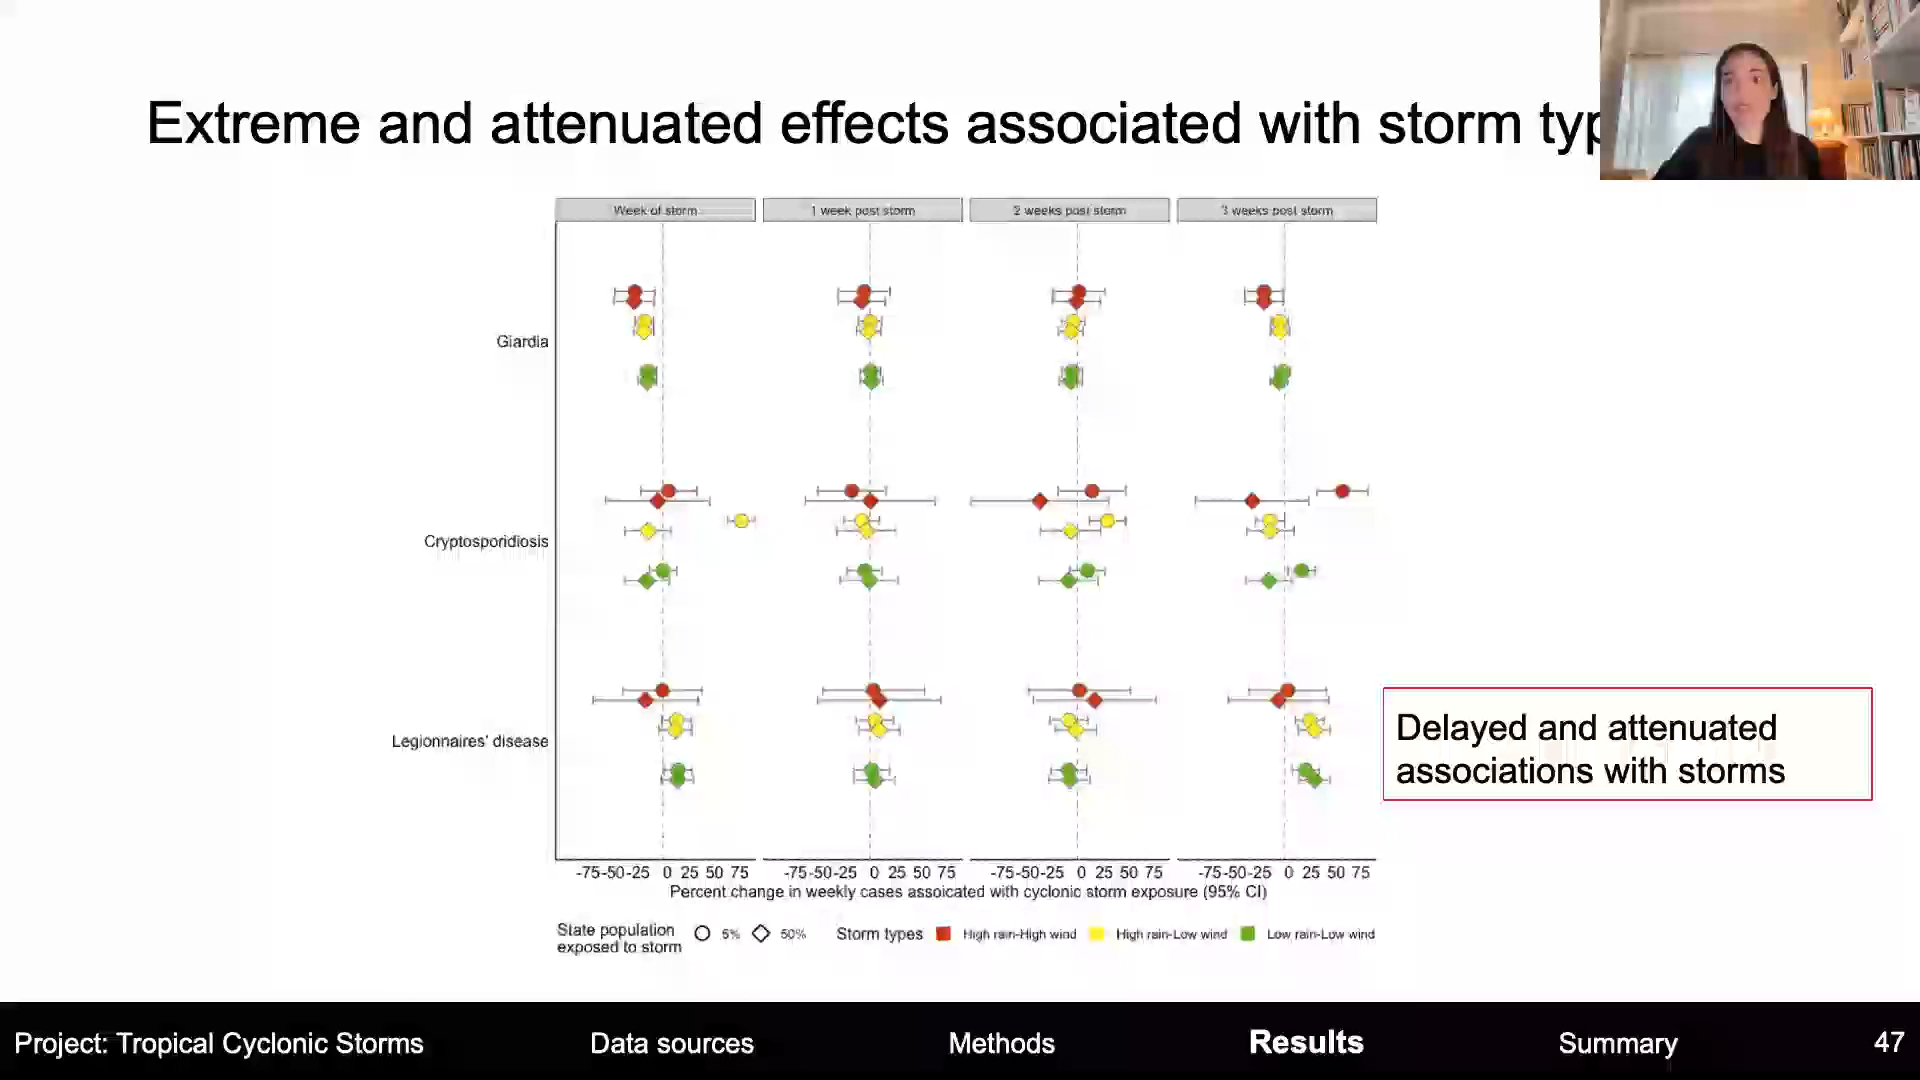 Extreme and attenuated effects associated with storm typ
Week of storm
1 week post storm
2 weeks post storm
3 weeks post storm
Giardia
Cryptosporidiosis
Legionnaires' disease
Delayed and attenuated
associations with storms
-75-50-25 0 25 50 75
-75-50-25 0 25 50 75
-75-50-25 0 25 50 75
-75-50-25 0 25 50 75
Percent change in weekly cases assoicated with cyclonic storm exposure (95% CI)
State population
exposed to storm
5%
50%
Storm types
High rain-High wind
High rain-Low wind
Low rain-Low wind
Project: Tropical Cyclonic Storms
Data sources
Methods
Results
Summary
47